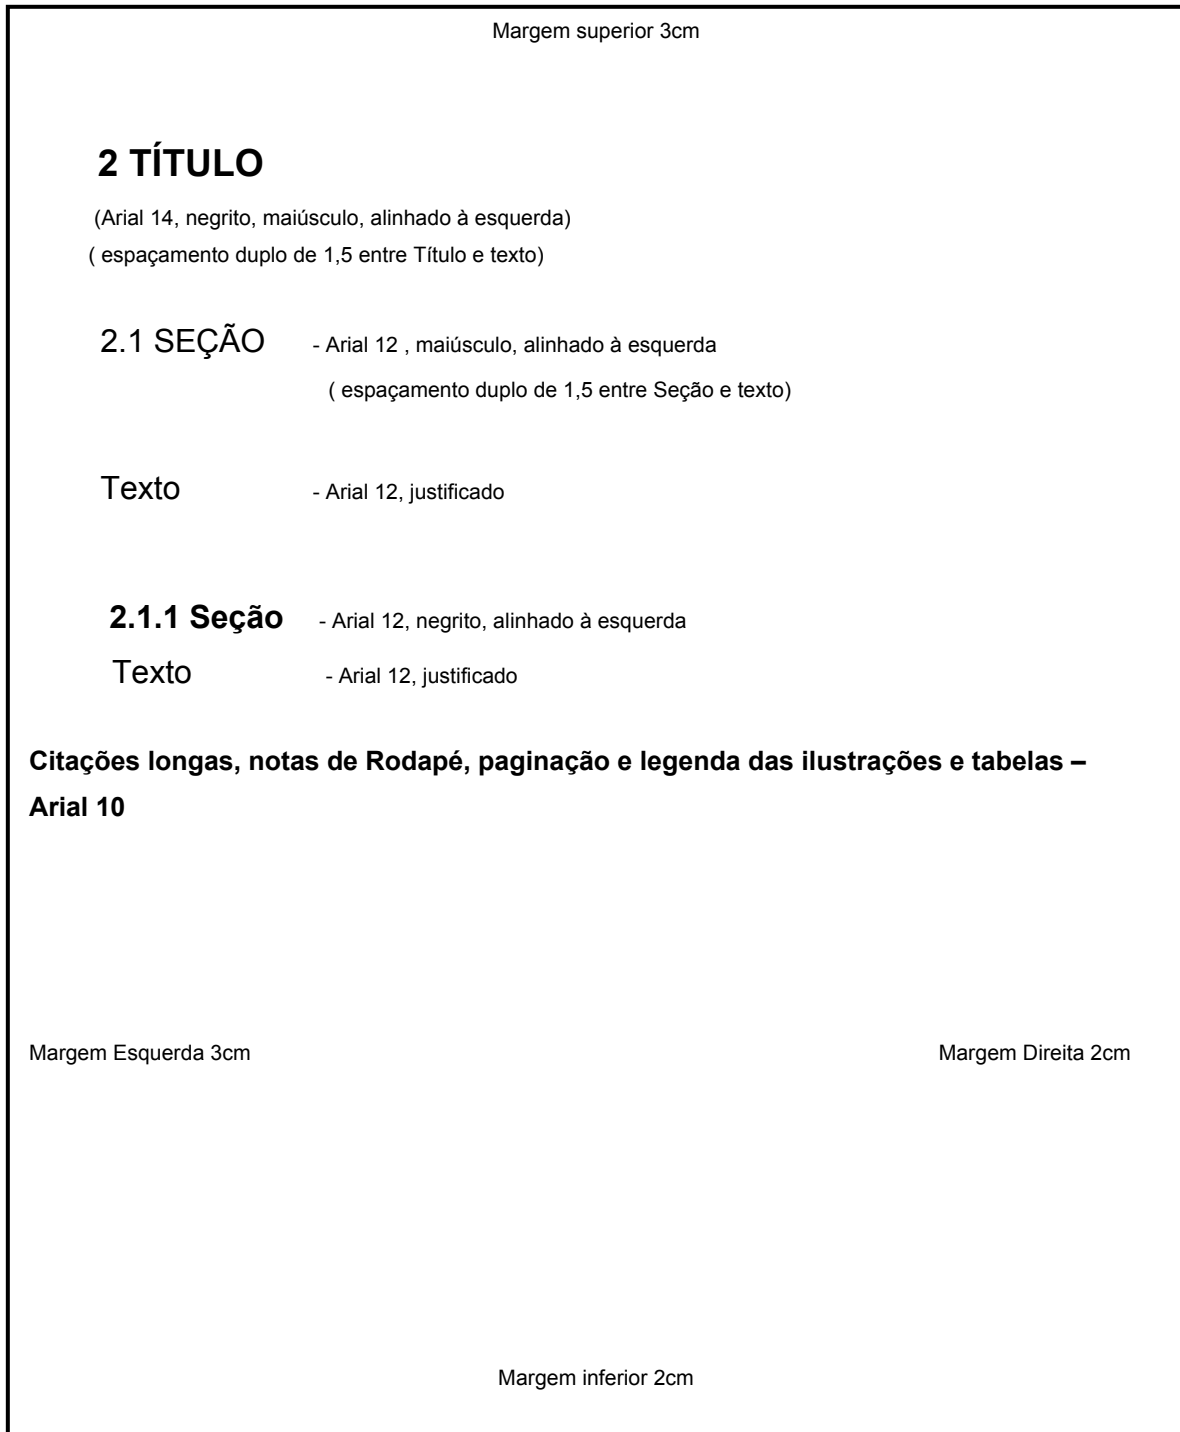 Margem superior 3cm
2 TÍTULO
(Arial 14, negrito, maiúsculo, alinhado à esquerda)
( espaçamento duplo de 1,5 entre Título e texto)
2.1 SEÇÃO - Arial 12 , maiúsculo, alinhado à esquerda
( espaçamento duplo de 1,5 entre Seção e texto)
Texto - Arial 12, justificado
2.1.1 Seção - Arial 12, negrito, alinhado à esquerda
Texto - Arial 12, justificado
Citações longas, notas de Rodapé, paginação e legenda das ilustrações e tabelas –
Arial 10
Margem Esquerda 3cm Margem Direita 2cm
Margem inferior 2cm